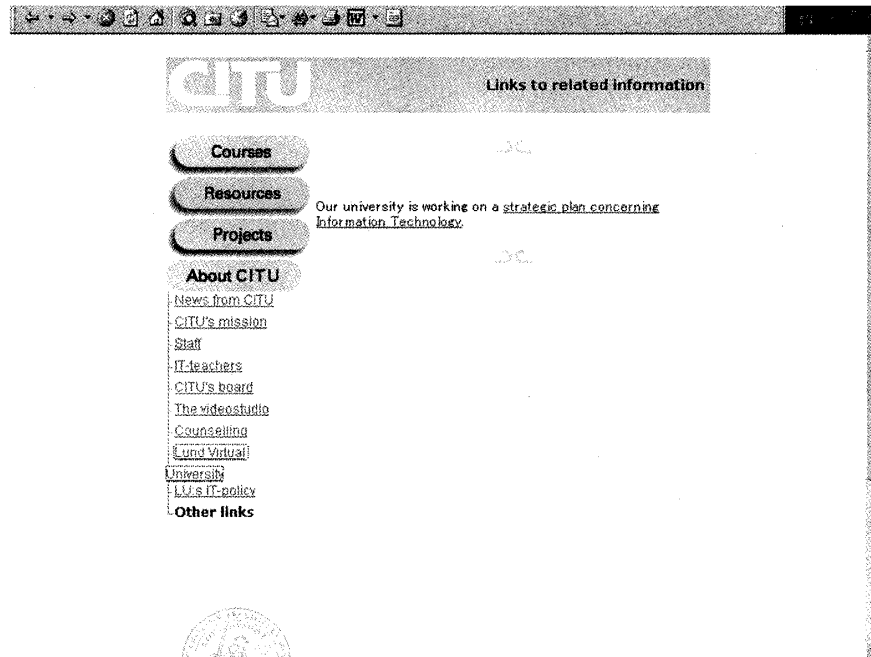 CITU
Links to related information
Courses
Resources
Projects
About CITU
Our university is working on a strategic plan concerning
Information Technology.
News from CITU
CITU's mission
Staff
IT-teachers
CITU's board
The videostudio
Counselling
Lund Virtual
University
LU:s IT-policy
Other links